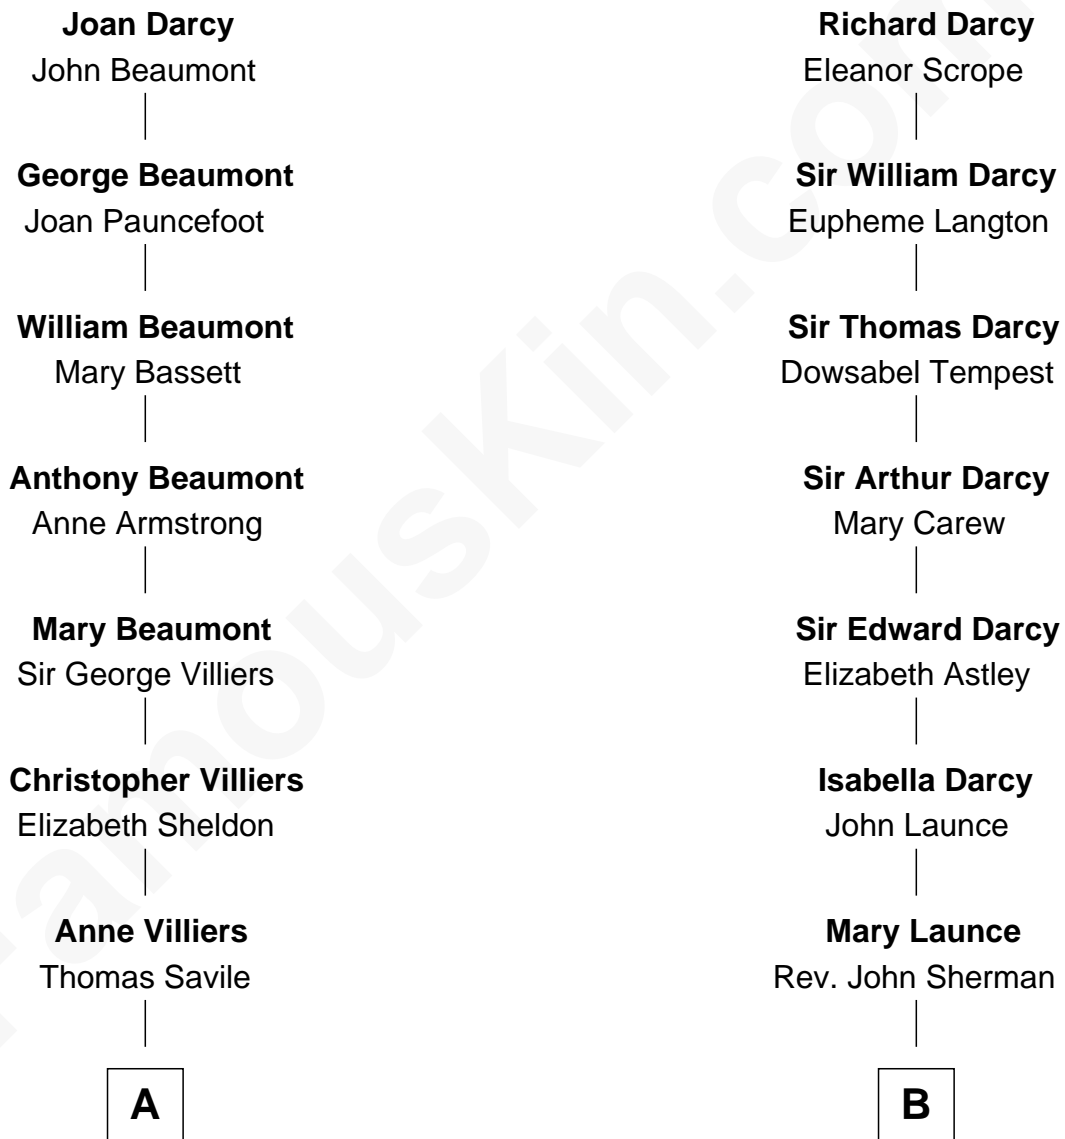 Joan Darcy
John Beaumont
George Beaumont
Joan Pauncefoot
William Beaumont
Mary Bassett
Anthony Beaumont
Anne Armstrong
Mary Beaumont
Sir George Villiers
Christopher Villiers
Elizabeth Sheldon
Anne Villiers
Thomas Savile
A
Richard Darcy
Eleanor Scrope
Sir William Darcy
Eupheme Langton
Sir Thomas Darcy
Dowsabel Tempest
Sir Arthur Darcy
Mary Carew
Sir Edward Darcy
Elizabeth Astley
Isabella Darcy
John Launce
Mary Launce
Rev. John Sherman
B
FamousKin.com